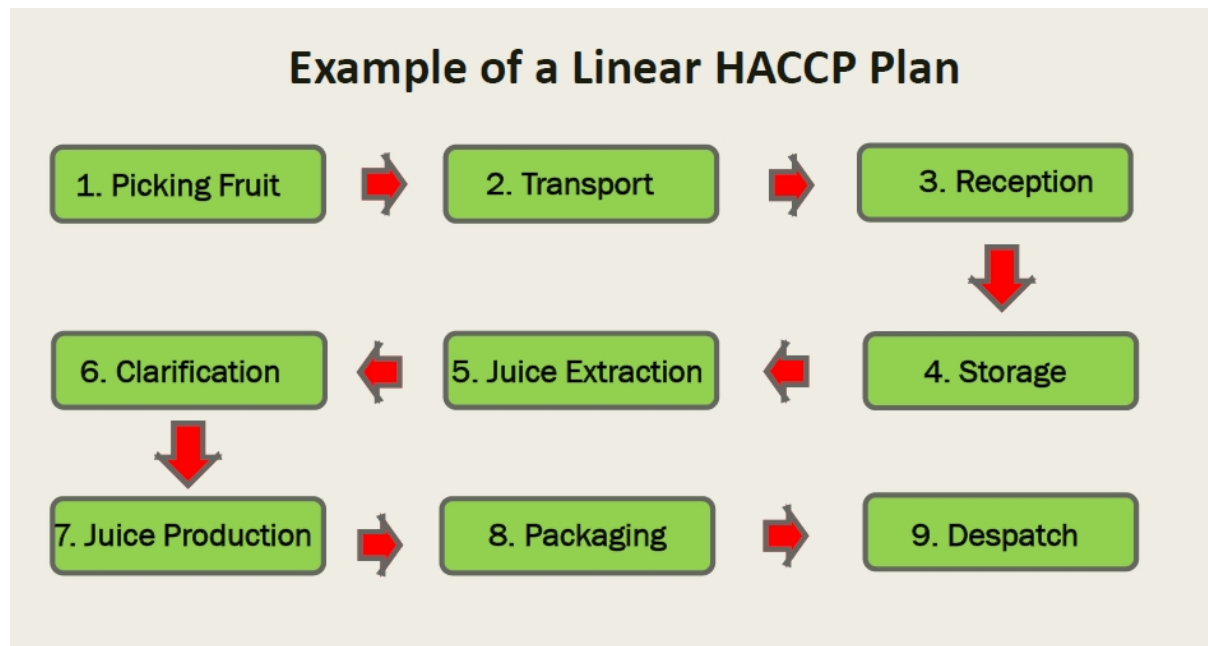 Example of a Linear HACCP Plan
1. Picking Fruit
2. Transport
3. Reception
4. Storage
5. Juice Extraction
6. Clarification
7. Juice Production
8. Packaging
9. Despatch